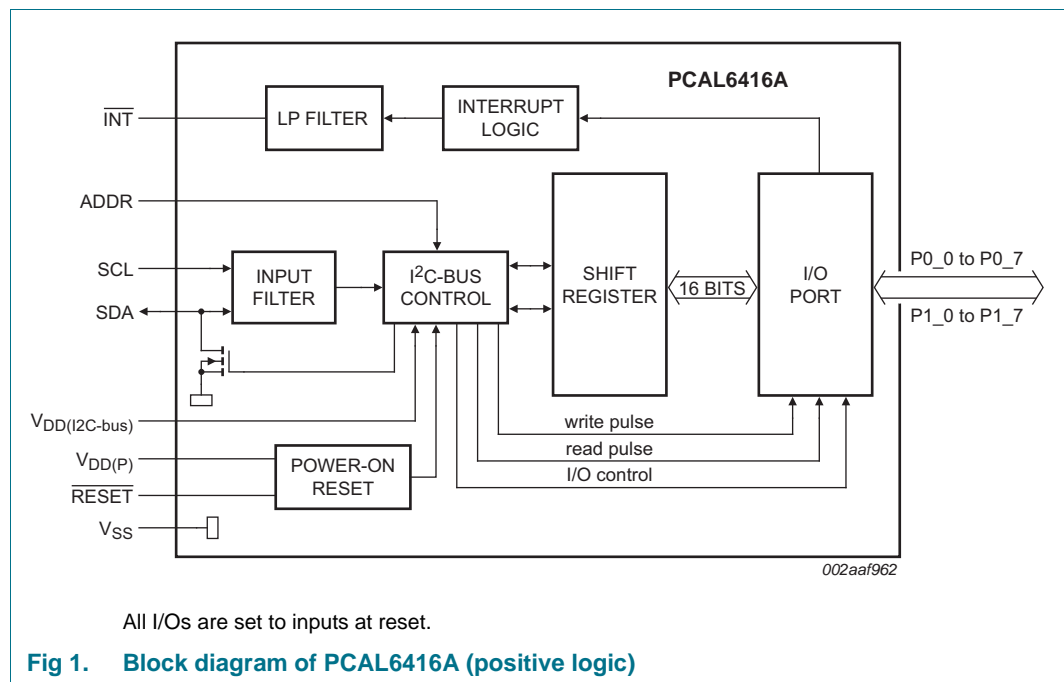 PCAL6416A
INT
LP FILTER
INTERRUPT
LOGIC
ADDR
SCL
SDA
INPUT
FILTER
I²C-BUS
CONTROL
SHIFT
REGISTER
16 BITS
I/O
PORT
P0_0 to P0_7
P1_0 to P1_7
VDD(I2C-bus)
write pulse
read pulse
I/O control
VDD(P)
RESET
POWER-ON
RESET
VSS
002aaf962
All I/Os are set to inputs at reset.
Fig 1. Block diagram of PCAL6416A (positive logic)